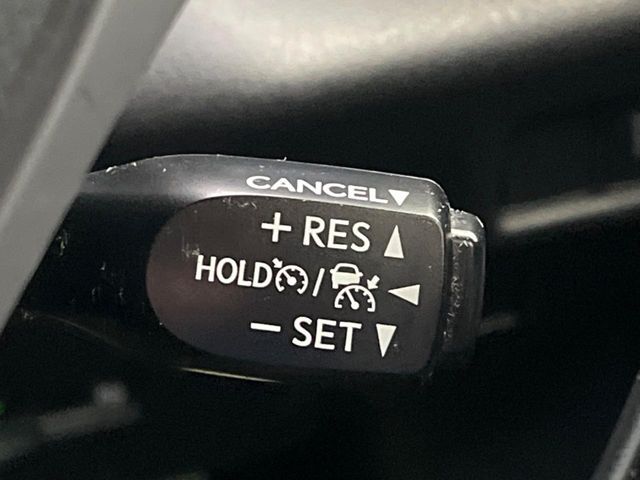 CANCEL▼
+ RES ▲
HOLD / ◀
− SET ▼